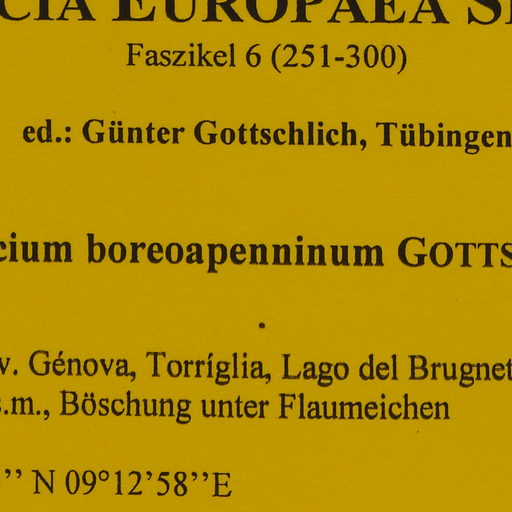 CIA EUROPAEA S
Faszikel 6 (251-300)
ed.: Günter Gottschlich, Tübingen
cium boreoapenninum GOTTS
v. Génova, Torríglia, Lago del Brugnet
s.m., Böschung unter Flaumeichen
’’ N 09°12’58’’E